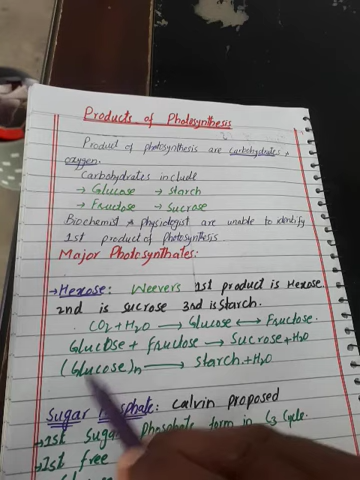 Products of Photosynthesis
Product of photosynthesis are carbohydrates +
oxygen.
Carbohydrates include
→ Glucose → starch
→ Fructose → Sucrose
Biochemist & Physiologist are unable to identify
1st product of Photosynthesis
Major Photosynthates:
→ Hexose: Weevers 1st product is Hexose
2nd is sucrose 3rd is starch.
CO2 + H2O → Glucose ↔ Fructose.
Glucose + fructose → Sucrose + H2O
(Glucose)n → starch + H2O
Sugar Phosphate: Calvin proposed
→ 1st Sugar Phosphate form in C3 Cycle.
→ 1st free